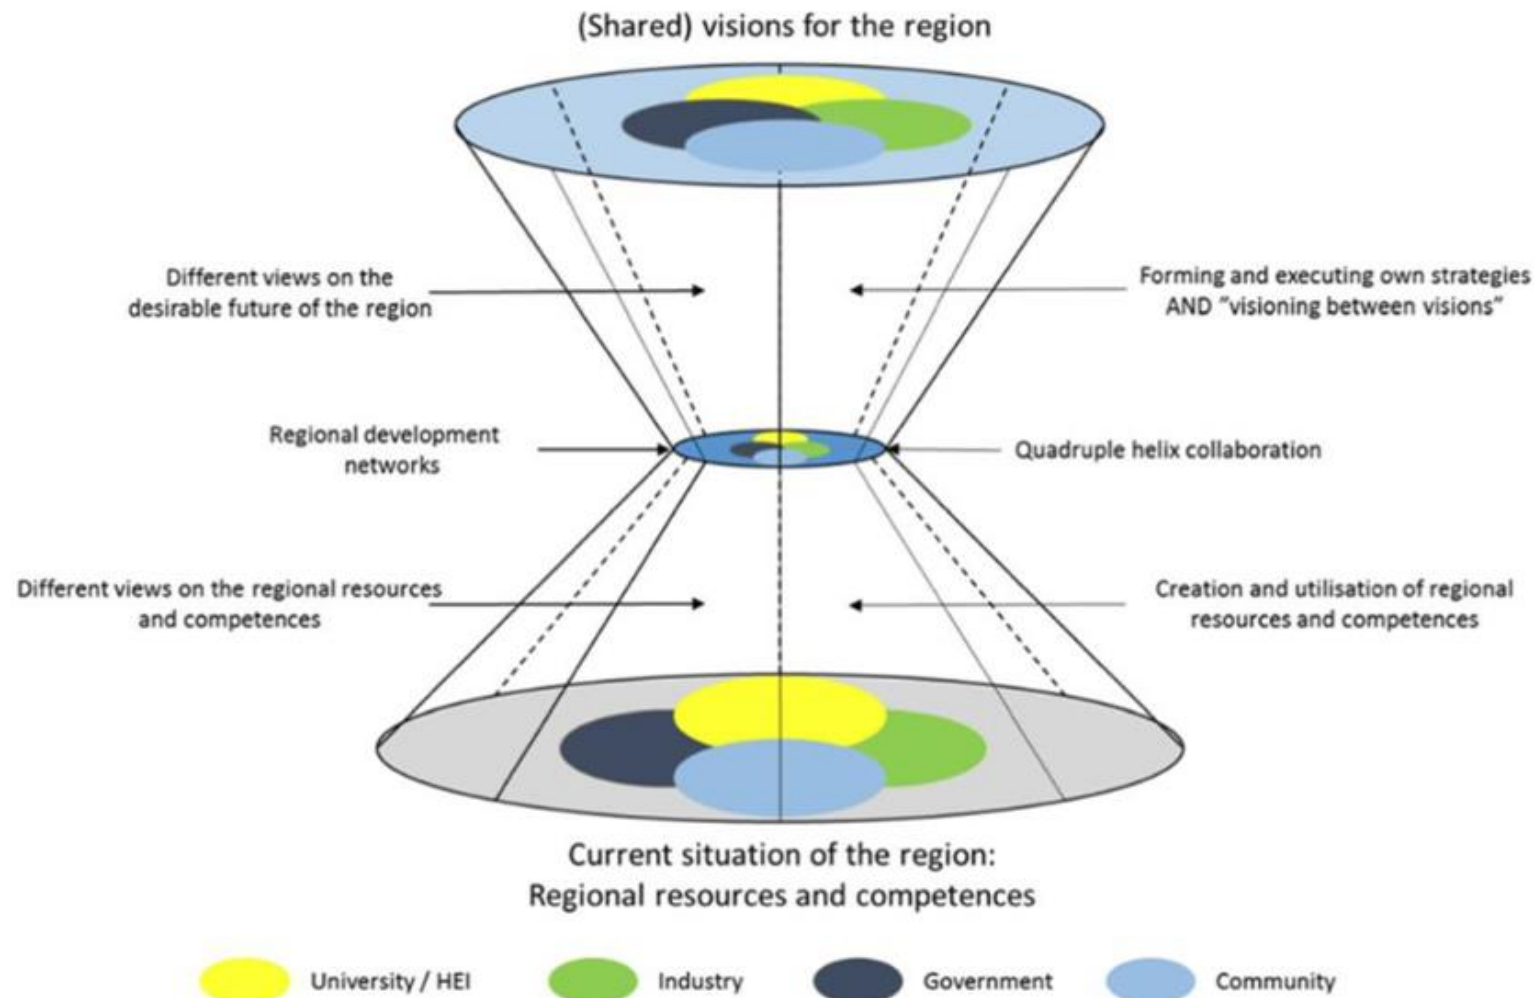 (Shared) visions for the region
Different views on the
desirable future of the region
Forming and executing own strategies
AND "visioning between visions"
Regional development
networks
Quadruple helix collaboration
Different views on the regional resources
and competences
Creation and utilisation of regional
resources and competences
Current situation of the region:
Regional resources and competences
University / HEI
Industry
Government
Community